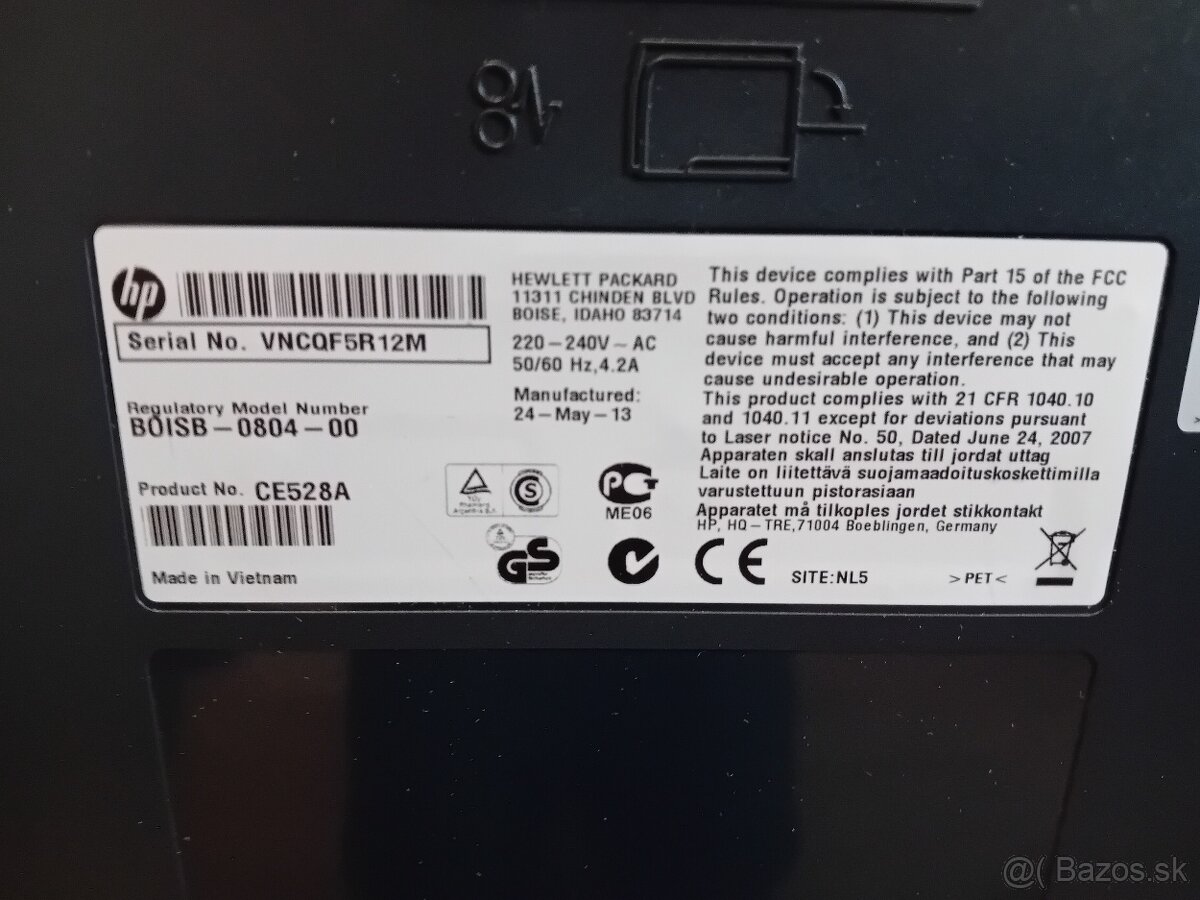 hp
Serial No. VNCQF5R12M
Regulatory Model Number
BOISB-0804-00
Product No. CE528A
Made in Vietnam
HEWLETT PACKARD
11311 CHINDEN BLVD
BOISE, IDAHO 83714
220-240V ~ AC
50/60 Hz, 4.2A
Manufactured:
24-May-13
TÜV
Rheinland
Argentina S.A.
S
PCT
ME06
GS
CE
SITE:NL5
>PET<
This device complies with Part 15 of the FCC
Rules. Operation is subject to the following
two conditions: (1) This device may not
cause harmful interference, and (2) This
device must accept any interference that may
cause undesirable operation.
This product complies with 21 CFR 1040.10
and 1040.11 except for deviations pursuant
to Laser notice No. 50, Dated June 24, 2007
Apparaten skall anslutas till jordat uttag
Laite on liitettävä suojamaadoituskoskettimilla
varustettuun pistorasiaan
Apparatet må tilkoples jordet stikkontakt
HP, HQ-TRE, 71004 Boeblingen, Germany
@( Bazos.sk